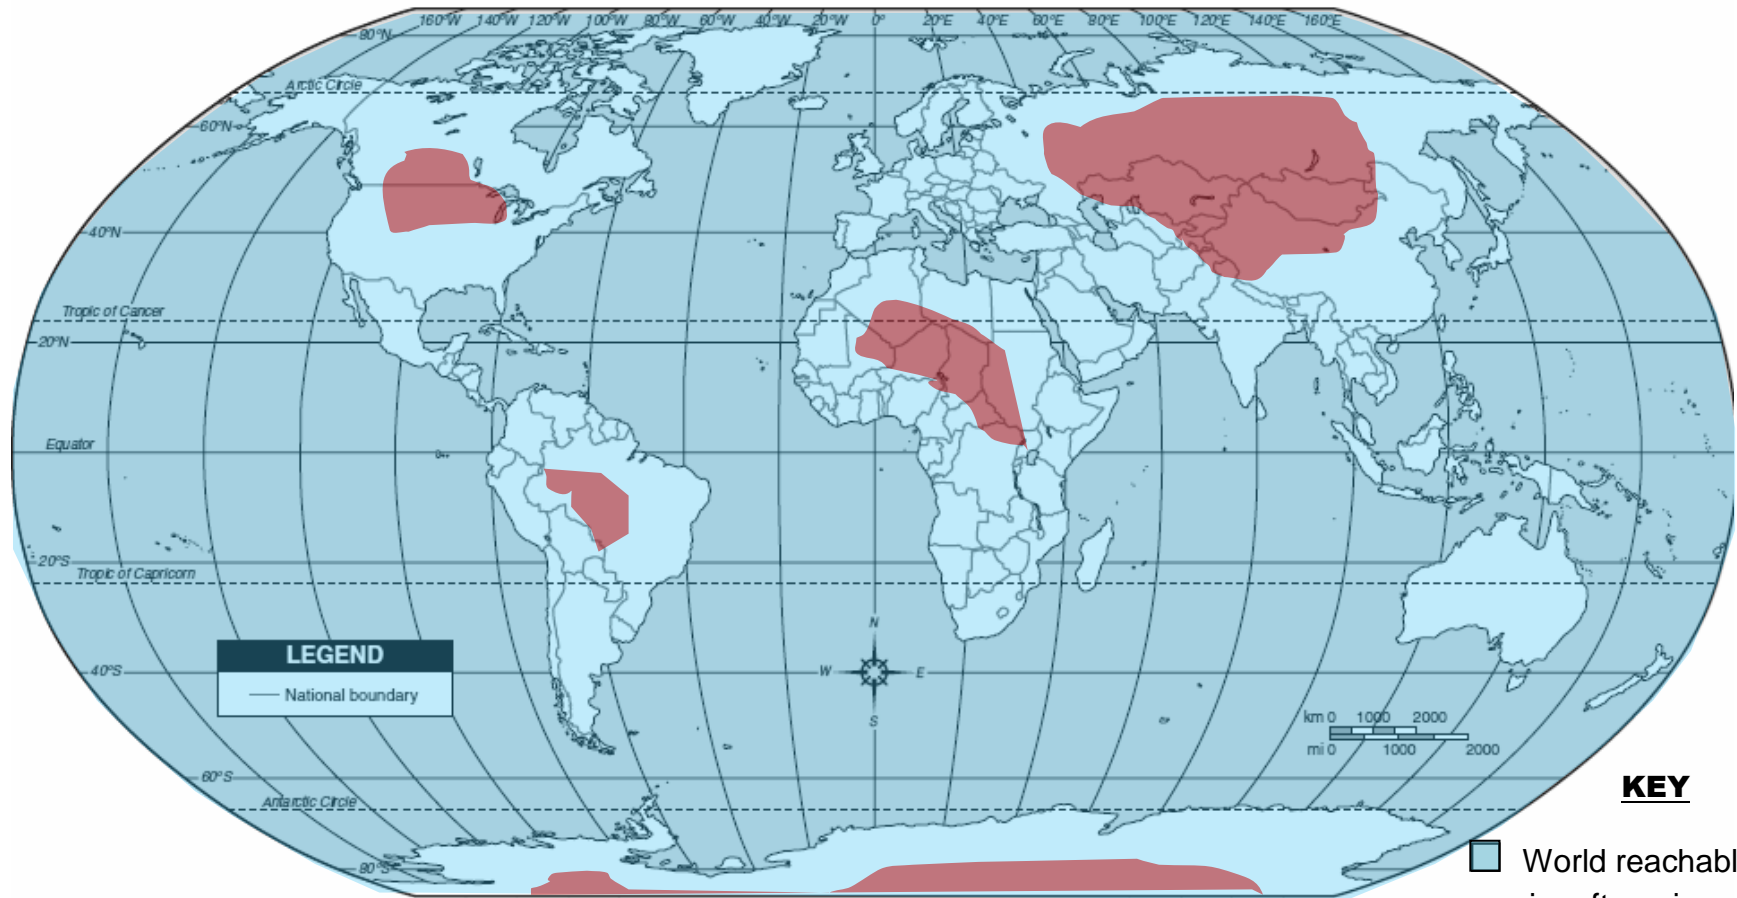 160°W 140°W 120°W 100°W 80°W 60°W 40°W 20°W 0° 20°E 40°E 60°E 80°E 100°E 120°E 140°E 160°E
80°N
Arctic Circle
60°N
40°N
Tropic of Cancer
20°N
Equator
20°S
Tropic of Capricorn
N
W E
S
LEGEND
National boundary
40°S
km 0 1000 2000
mi 0 1000 2000
60°S
KEY
Antarctic Circle
80°S
World reachabl